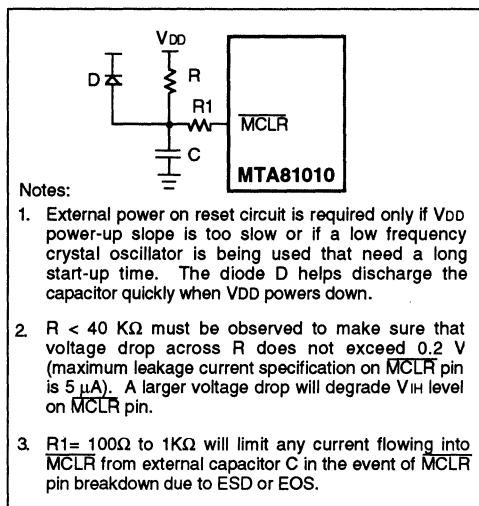 VDD
D
R
R1
MCLR
C
MTA81010
Notes:
1. External power on reset circuit is required only if VDD
power-up slope is too slow or if a low frequency
crystal oscillator is being used that need a long
start-up time. The diode D helps discharge the
capacitor quickly when VDD powers down.
2. R < 40 KΩ must be observed to make sure that
voltage drop across R does not exceed 0.2 V
(maximum leakage current specification on MCLR pin
is 5 µA). A larger voltage drop will degrade VIH level
on MCLR pin.
3. R1= 100Ω to 1KΩ will limit any current flowing into
MCLR from external capacitor C in the event of MCLR
pin breakdown due to ESD or EOS.